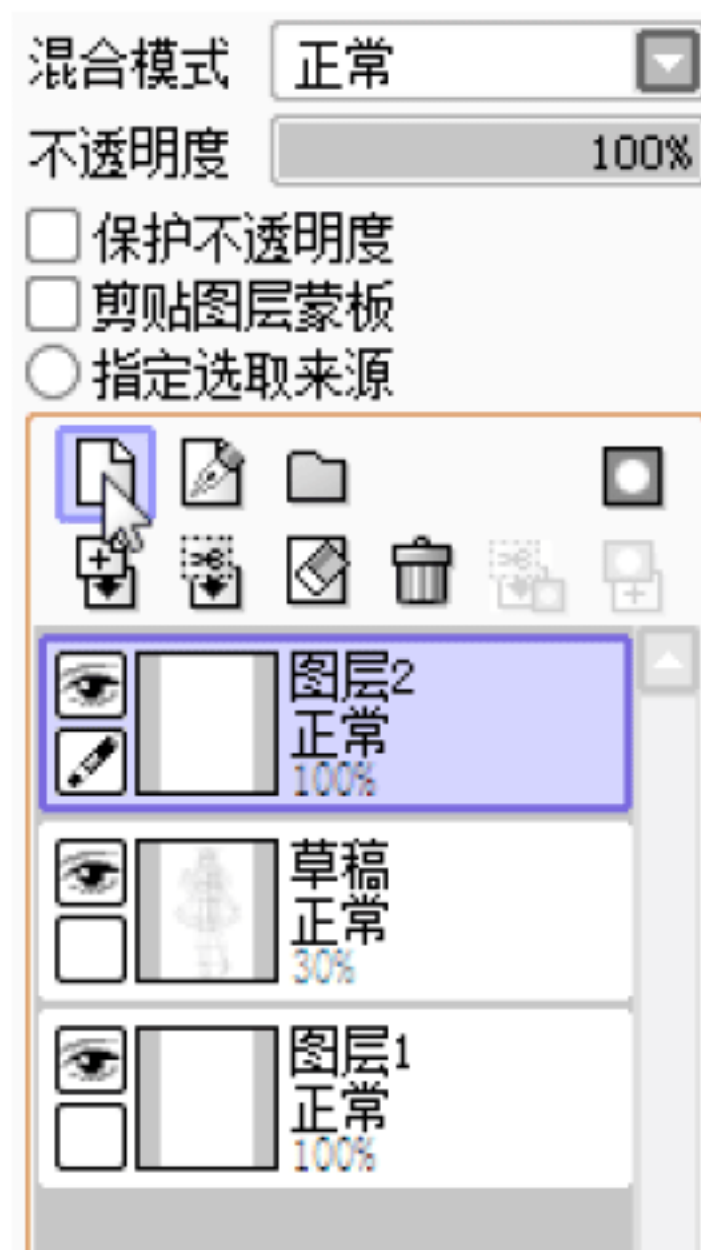 混合模式 正常
不透明度 100%
保护不透明度
剪贴图层蒙板
指定选取来源
图层2
正常
100%
草稿
正常
30%
图层1
正常
100%